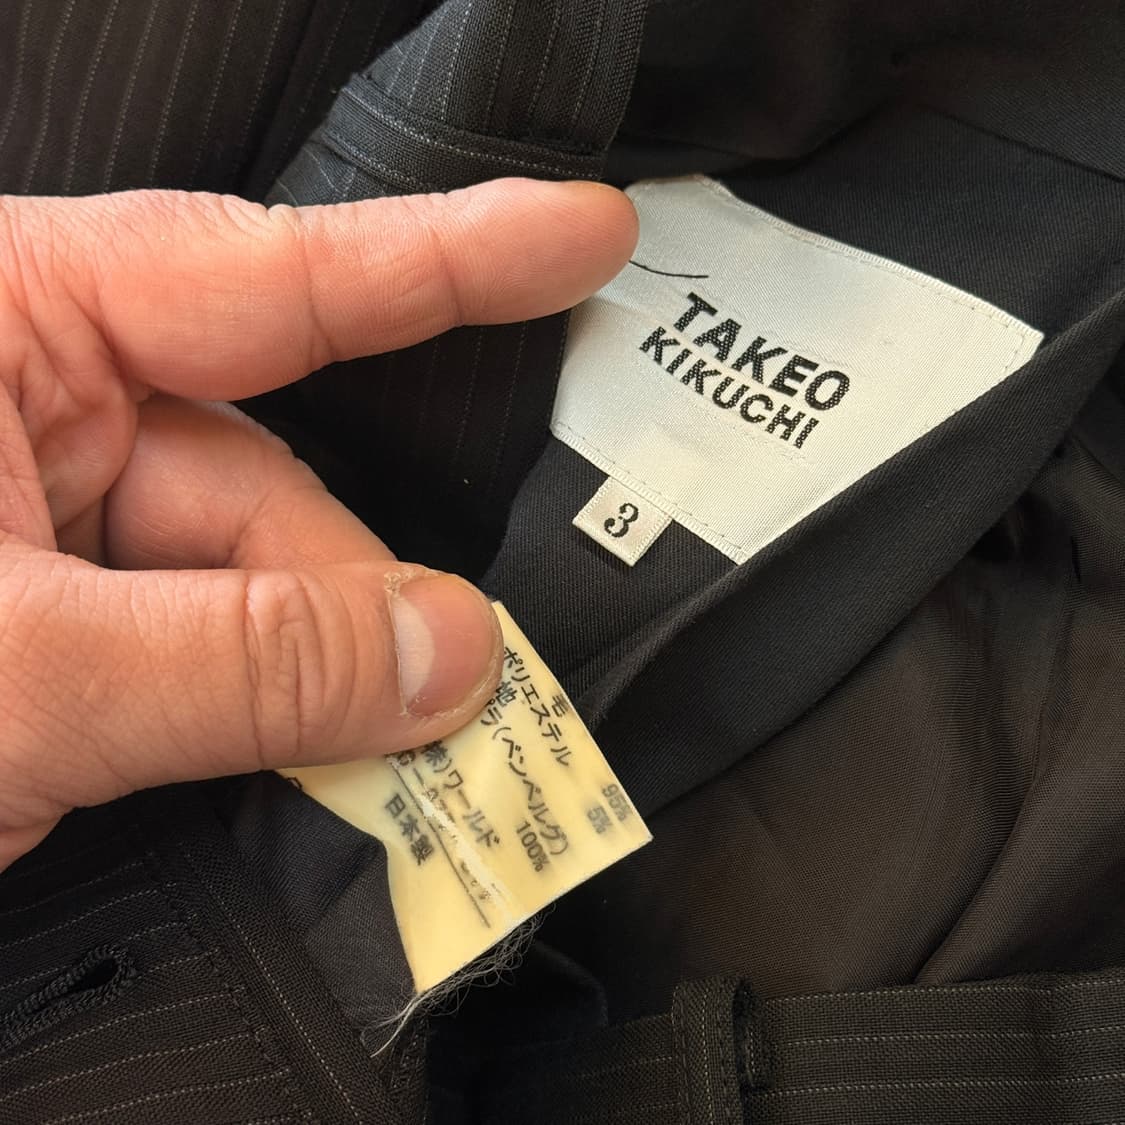 TAKEO
KIKUCHI
3
毛 95%
ポリエステル 5%
(ベンベルグ) 100%
(株)ワールド
日本製